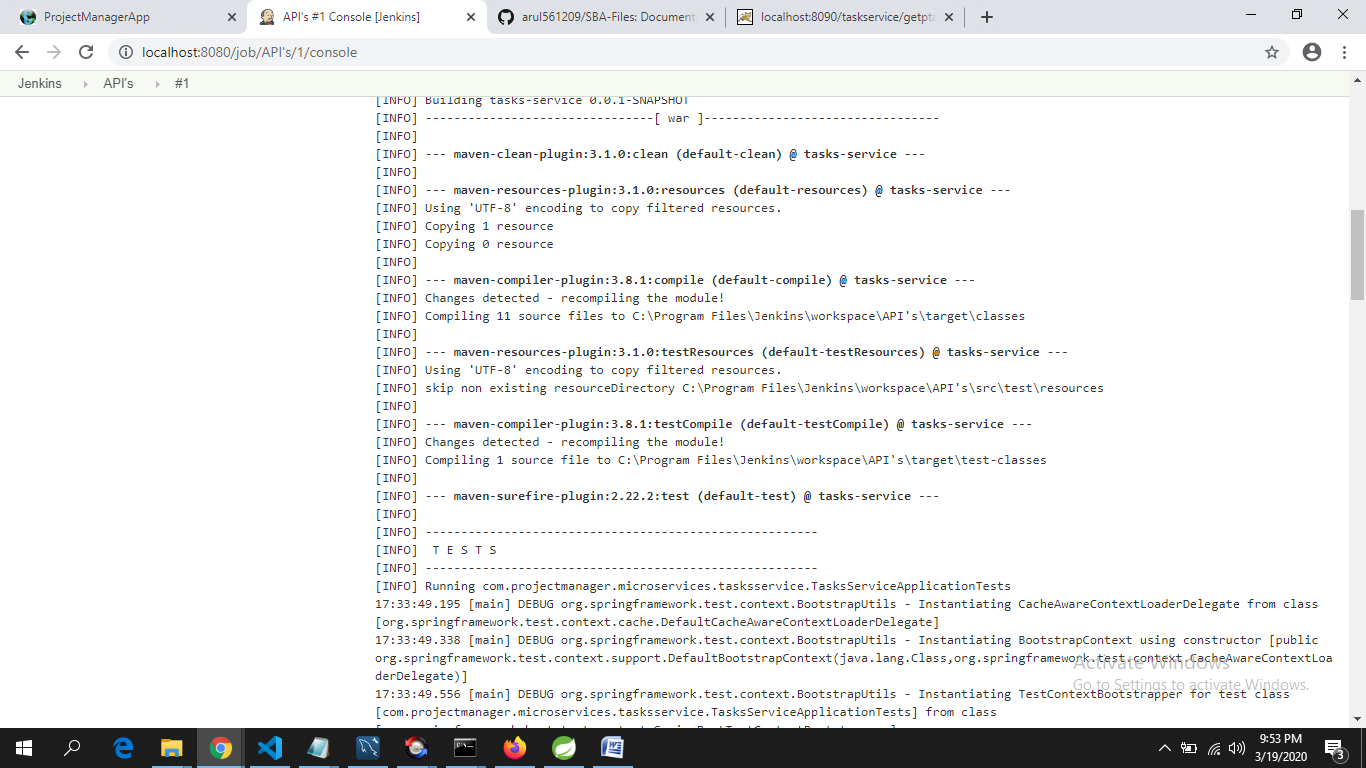 ProjectManagerApp
API's #1 Console [Jenkins]
arul561209/SBA-Files: Document
localhost:8090/taskservice/getpta
localhost:8080/job/API's/1/console
Jenkins
API's
#1
[INFO] Building tasks-service 0.0.1-SNAPSHOT
[INFO] --------------------------------[ war ]---------------------------------
[INFO]
[INFO] --- maven-clean-plugin:3.1.0:clean (default-clean) @ tasks-service ---
[INFO]
[INFO] --- maven-resources-plugin:3.1.0:resources (default-resources) @ tasks-service ---
[INFO] Using 'UTF-8' encoding to copy filtered resources.
[INFO] Copying 1 resource
[INFO] Copying 0 resource
[INFO]
[INFO] --- maven-compiler-plugin:3.8.1:compile (default-compile) @ tasks-service ---
[INFO] Changes detected - recompiling the module!
[INFO] Compiling 11 source files to C:\Program Files\Jenkins\workspace\API's\target\classes
[INFO]
[INFO] --- maven-resources-plugin:3.1.0:testResources (default-testResources) @ tasks-service ---
[INFO] Using 'UTF-8' encoding to copy filtered resources.
[INFO] skip non existing resourceDirectory C:\Program Files\Jenkins\workspace\API's\src\test\resources
[INFO]
[INFO] --- maven-compiler-plugin:3.8.1:testCompile (default-testCompile) @ tasks-service ---
[INFO] Changes detected - recompiling the module!
[INFO] Compiling 1 source file to C:\Program Files\Jenkins\workspace\API's\target\test-classes
[INFO]
[INFO] --- maven-surefire-plugin:2.22.2:test (default-test) @ tasks-service ---
[INFO]
[INFO] -------------------------------------------------------
[INFO]  T E S T S
[INFO] -------------------------------------------------------
[INFO] Running com.projectmanager.microservices.tasksservice.TasksServiceApplicationTests
17:33:49.195 [main] DEBUG org.springframework.test.context.BootstrapUtils - Instantiating CacheAwareContextLoaderDelegate from class
[org.springframework.test.context.cache.DefaultCacheAwareContextLoaderDelegate]
17:33:49.338 [main] DEBUG org.springframework.test.context.BootstrapUtils - Instantiating BootstrapContext using constructor [public
org.springframework.test.context.support.DefaultBootstrapContext(java.lang.Class,org.springframework.test.context.CacheAwareContextLoa
derDelegate)]
17:33:49.556 [main] DEBUG org.springframework.test.context.BootstrapUtils - Instantiating TestContextBootstrapper for test class
[com.projectmanager.microservices.tasksservice.TasksServiceApplicationTests] from class
Activate Windows
Go to Settings to activate Windows.
9:53 PM
3/19/2020
3